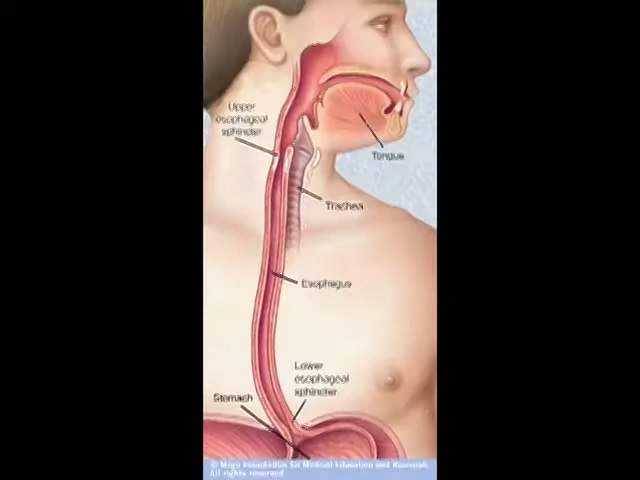 Upper
esophageal
sphincter
Tongue
Trachea
Esophagus
Lower
esophageal
sphincter
Stomach
© Mayo Foundation for Medical Education and Research.
All rights reserved